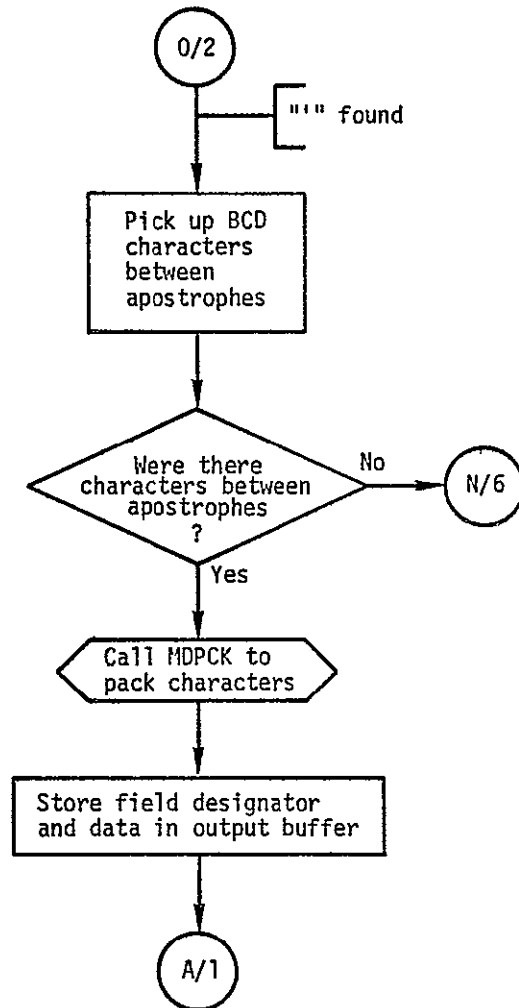 O/2
"'" found
Pick up BCD
characters
between
apostrophes
Were there
characters between
apostrophes
?
No
N/6
Yes
Call MDPCK to
pack characters
Store field designator
and data in output buffer
A/1